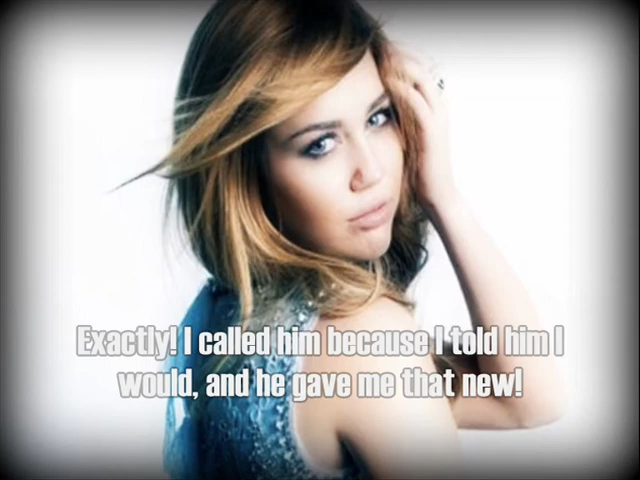 Exactly! I called him because I told him I
would, and he gave me that new!